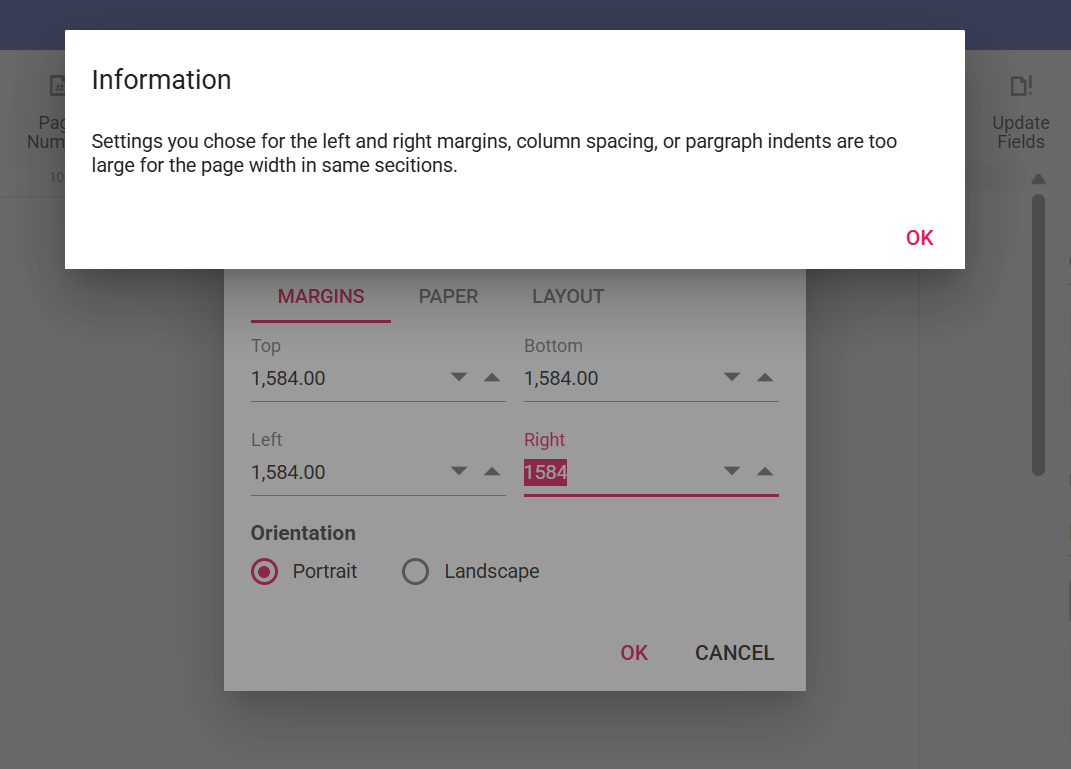 Information
Settings you chose for the left and right margins, column spacing, or pargraph indents are too
large for the page width in same secitions.
OK
#
Update
Fields
10
MARGINS PAPER LAYOUT
Top Bottom
1,584.00 1,584.00
Left Right
1,584.00 1584
Orientation
Portrait Landscape
OK CANCEL